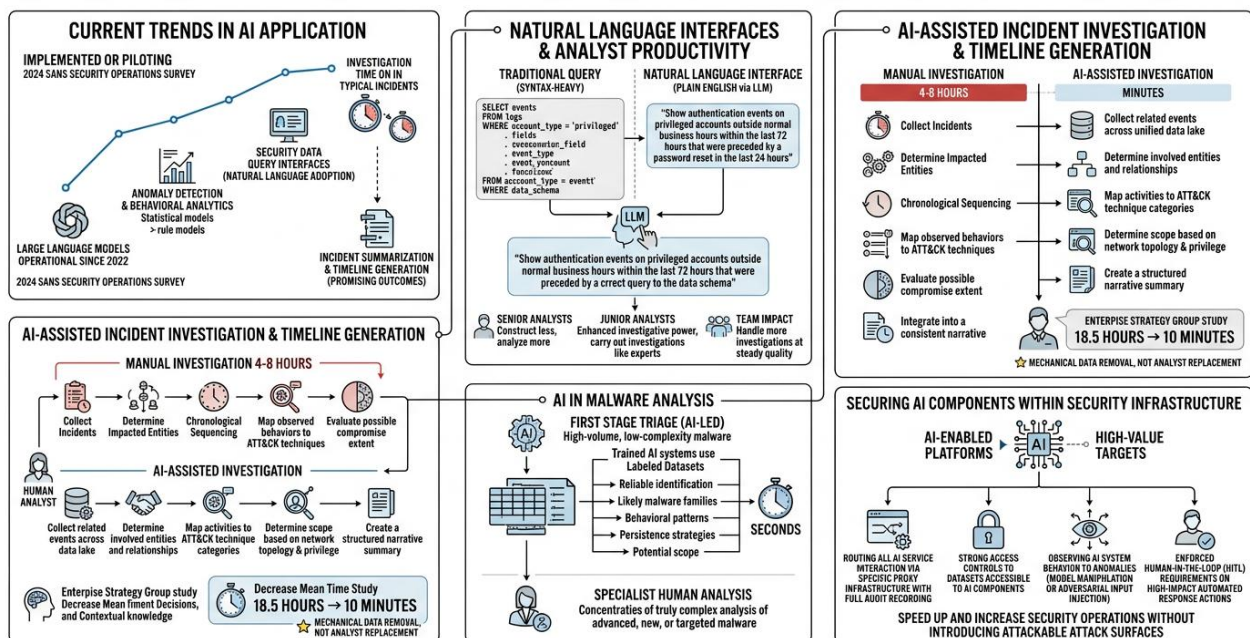 CURRENT TRENDS IN AI APPLICATION
IMPLEMENTED OR PILOTING
2024 SANS SECURITY OPERATIONS SURVEY
INVESTIGATION
TIME ON IN
TYPICAL INCIDENTS
SECURITY DATA
QUERY INTERFACES
(NATURAL LANGUAGE ADOPTION)
ANOMALY DETECTION
& BEHAVIORAL ANALYTICS
Statistical models
> rule models
LARGE LANGUAGE MODELS
OPERATIONAL SINCE 2022
2024 SANS SECURITY OPERATIONS SURVEY
INCIDENT SUMMARIZATION
& TIMELINE GENERATION
(PROMISING OUTCOMES)
AI-ASSISTED INCIDENT INVESTIGATION & TIMELINE GENERATION
MANUAL INVESTIGATION 4-8 HOURS
Collect
Incidents
Determine
Impacted Entities
Chronological
Sequencing
Map observed
behaviors to
ATT&CK techniques
Evaluate possible
compromise
extent
HUMAN
ANALYST
AI-ASSISTED INVESTIGATION
Collect related
events across
data lake
Determine
involved entities
and relationships
Map activities to
ATT&CK technique
categories
Determine scope
based on network
topology & privilege
Create a
structured narrative
summary
Enterpise Strategy Group study
Decrease Mean Tment Decisions,
and Contextual knowledge
Decrease Mean Time Study
18.5 HOURS → 10 MINUTES
MECHANICAL DATA REMOVAL,
NOT ANALYST REPLACEMENT
NATURAL LANGUAGE INTERFACES
& ANALYST PRODUCTIVITY
TRADITIONAL QUERY
(SYNTAX-HEAVY)
SELECT events
FROM logs
WHERE occount_type = 'privileged'
. fields
. event_type
WHERE data_schema
NATURAL LANGUAGE INTERFACE
(PLAIN ENGLISH via LLM)
"Show authentication events on
privileged accounts outside normal
business hours within the last 72
hours that were preceded by a
password reset in the last 24 hours"
LLM
"Show authentication events on privileged accounts outside
normal business hours within the last 72 hours that were
preceded by a crrect query to the data schema"
SENIOR ANALYSTS
Construct less,
analyze more
JUNIOR ANALYSTS
Enhanced investigative power,
carry out investigations
like experts
TEAM IMPACT
Handle more
investigations at
steady quality
AI IN MALWARE ANALYSIS
AI
FIRST STAGE TRIAGE (AI-LED)
High-volume, low-complexity malware
Trained AI systems use
Labeled Datasets
Reliable identification
Likely malware families
Behavioral patterns
Persistence strategies
Potential scope
SECONDS
SPECIALIST HUMAN ANALYSIS
Concentrations of truly complex analysis of
advanced, new, or targeted malware
AI-ASSISTED INCIDENT INVESTIGATION
& TIMELINE GENERATION
MANUAL INVESTIGATION
4-8 HOURS
Collect Incidents
Determine Impacted
Entities
Chronological Sequencing
Map observed behaviors
to ATT&CK techniques
Evaluate possible
compromise extent
Integrate into a
consistent narrative
AI-ASSISTED INVESTIGATION
MINUTES
Collect related events
across unified data lake
Determine involved entities
and relationships
Map activities to ATT&CK
technique categories
Determine scope based on
network topology & privilege
Create a structured
narrative summary
ENTERPISE STRATEGY GROUP STUDY
18.5 HOURS → 10 MINUTES
MECHANICAL DATA REMOVAL, NOT ANALYST REPLACEMENT
SECURING AI COMPONENTS WITHIN SECURITY INFRASTRUCTURE
AI-ENABLED
PLATFORMS
AI
HIGH-VALUE
TARGETS
ROUTING ALL AI SERVICE
INFRASTRUCTURE WITH
FULL AUDIT RECORDING
STRONG ACCESS
CONTROLS TO
DATASETS ACCESSIBLE
TO AI COMPONENTS
OBSERVING AI SYSTEM
BEHAVIOR TO ANOMALIES
(MODEL MANIPHLATION
OR ADVERSARIAL INPUT
INJECTION)
ENFORCED
HUMAN-IN-THE-LOOP (HITL)
REQUIREMENTS ON
HIGH-IMPACT AUTOMATED
RESPONSE ACTIONS
SPEED UP AND INCREASE SECURITY OPERATIONS WITHOUT
INTRODUCING ATTACKABLE ATTACK SURFACES